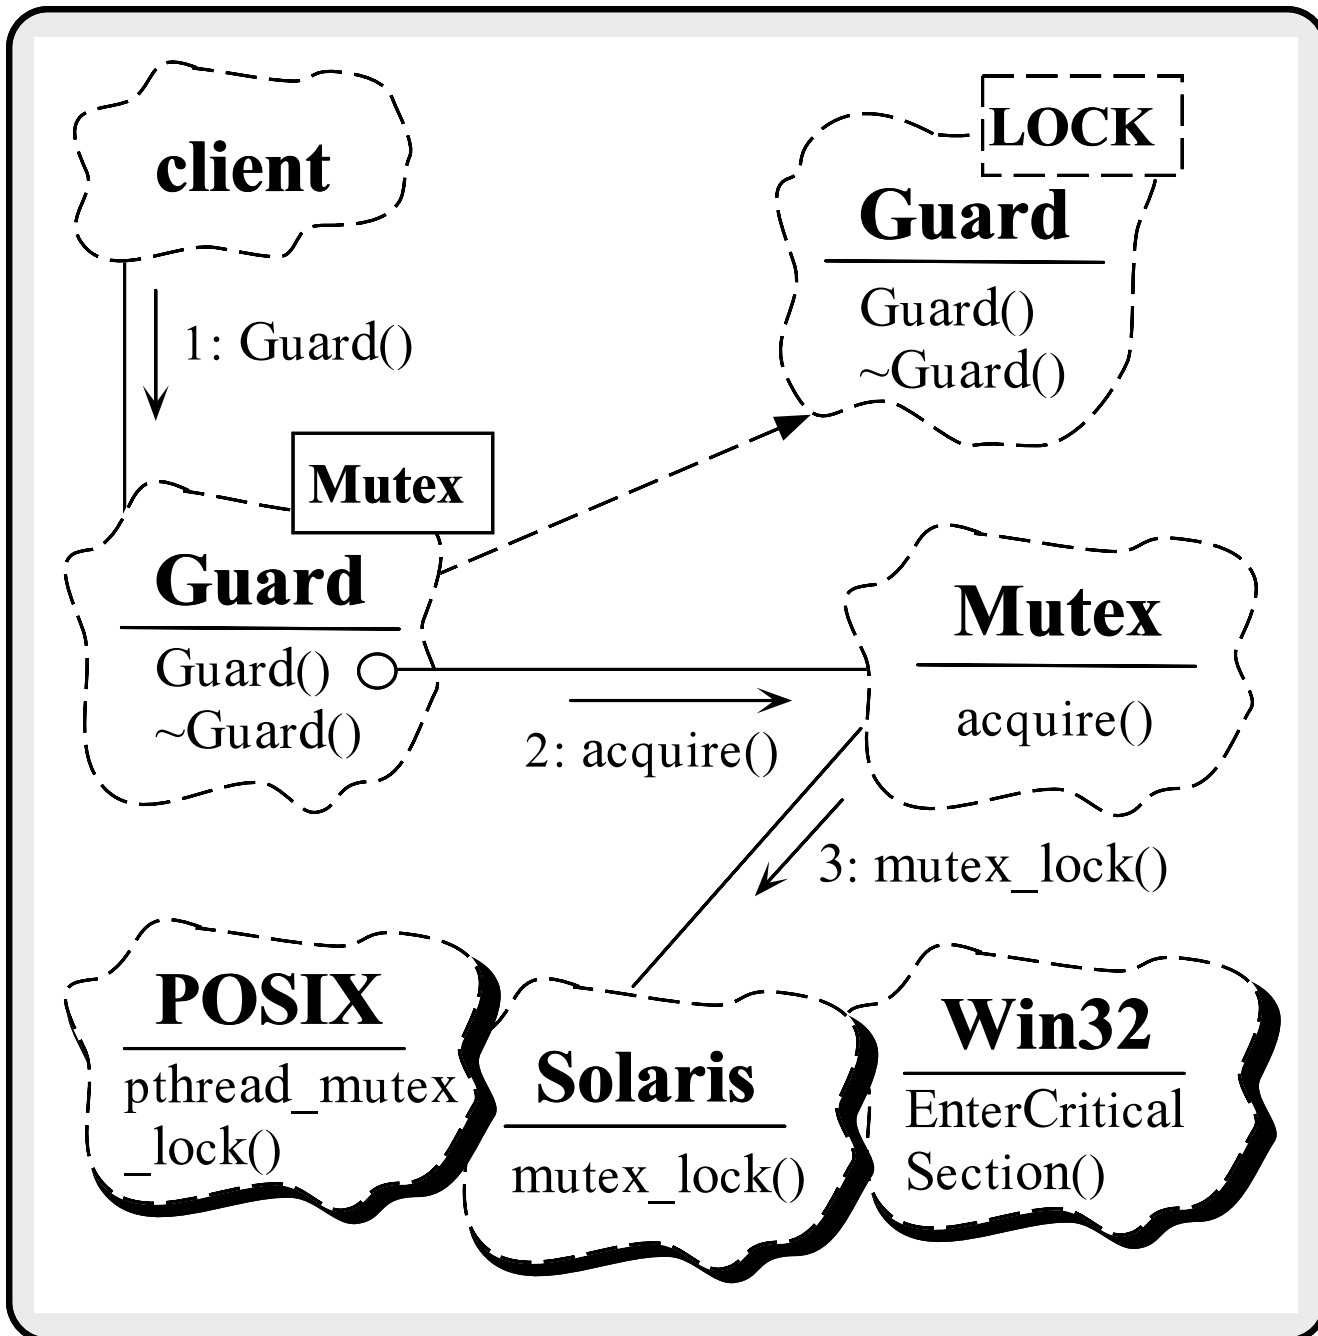 client
LOCK
Guard
Guard()
~Guard()
1: Guard()
Mutex
Guard
Guard()
~Guard()
2: acquire()
Mutex
acquire()
3: mutex_lock()
POSIX
pthread_mutex
_lock()
Solaris
mutex_lock()
Win32
EnterCritical
Section()